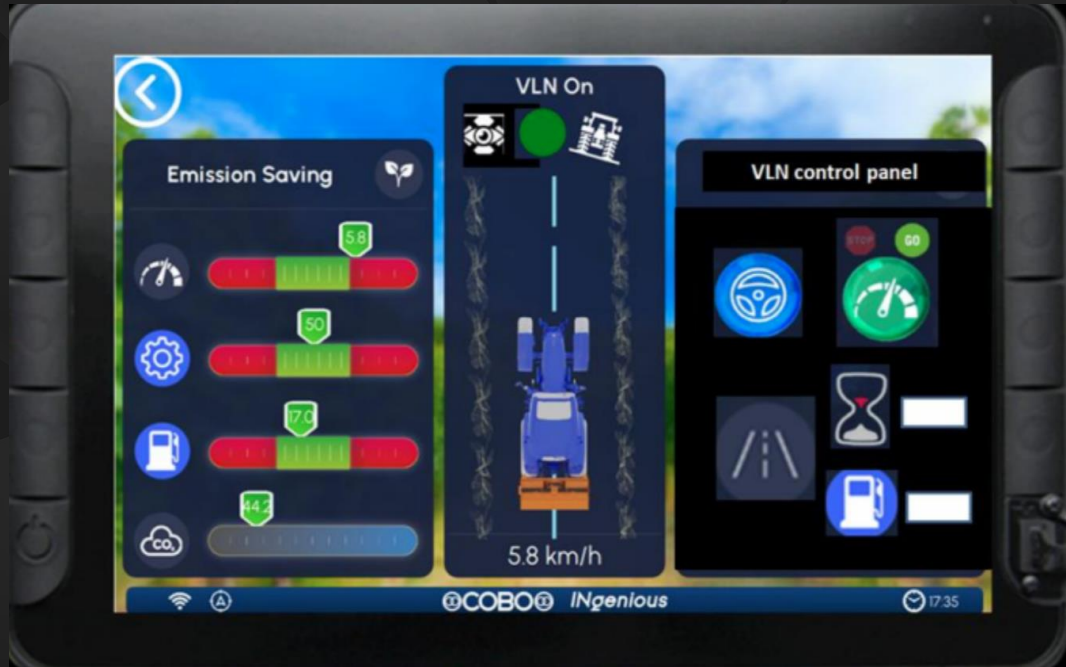 VLN On
Emission Saving
VLN control panel
5.8
STOP
GO
50
17.0
44.2
CO₂
5.8 km/h
COBO INgenious
17:35